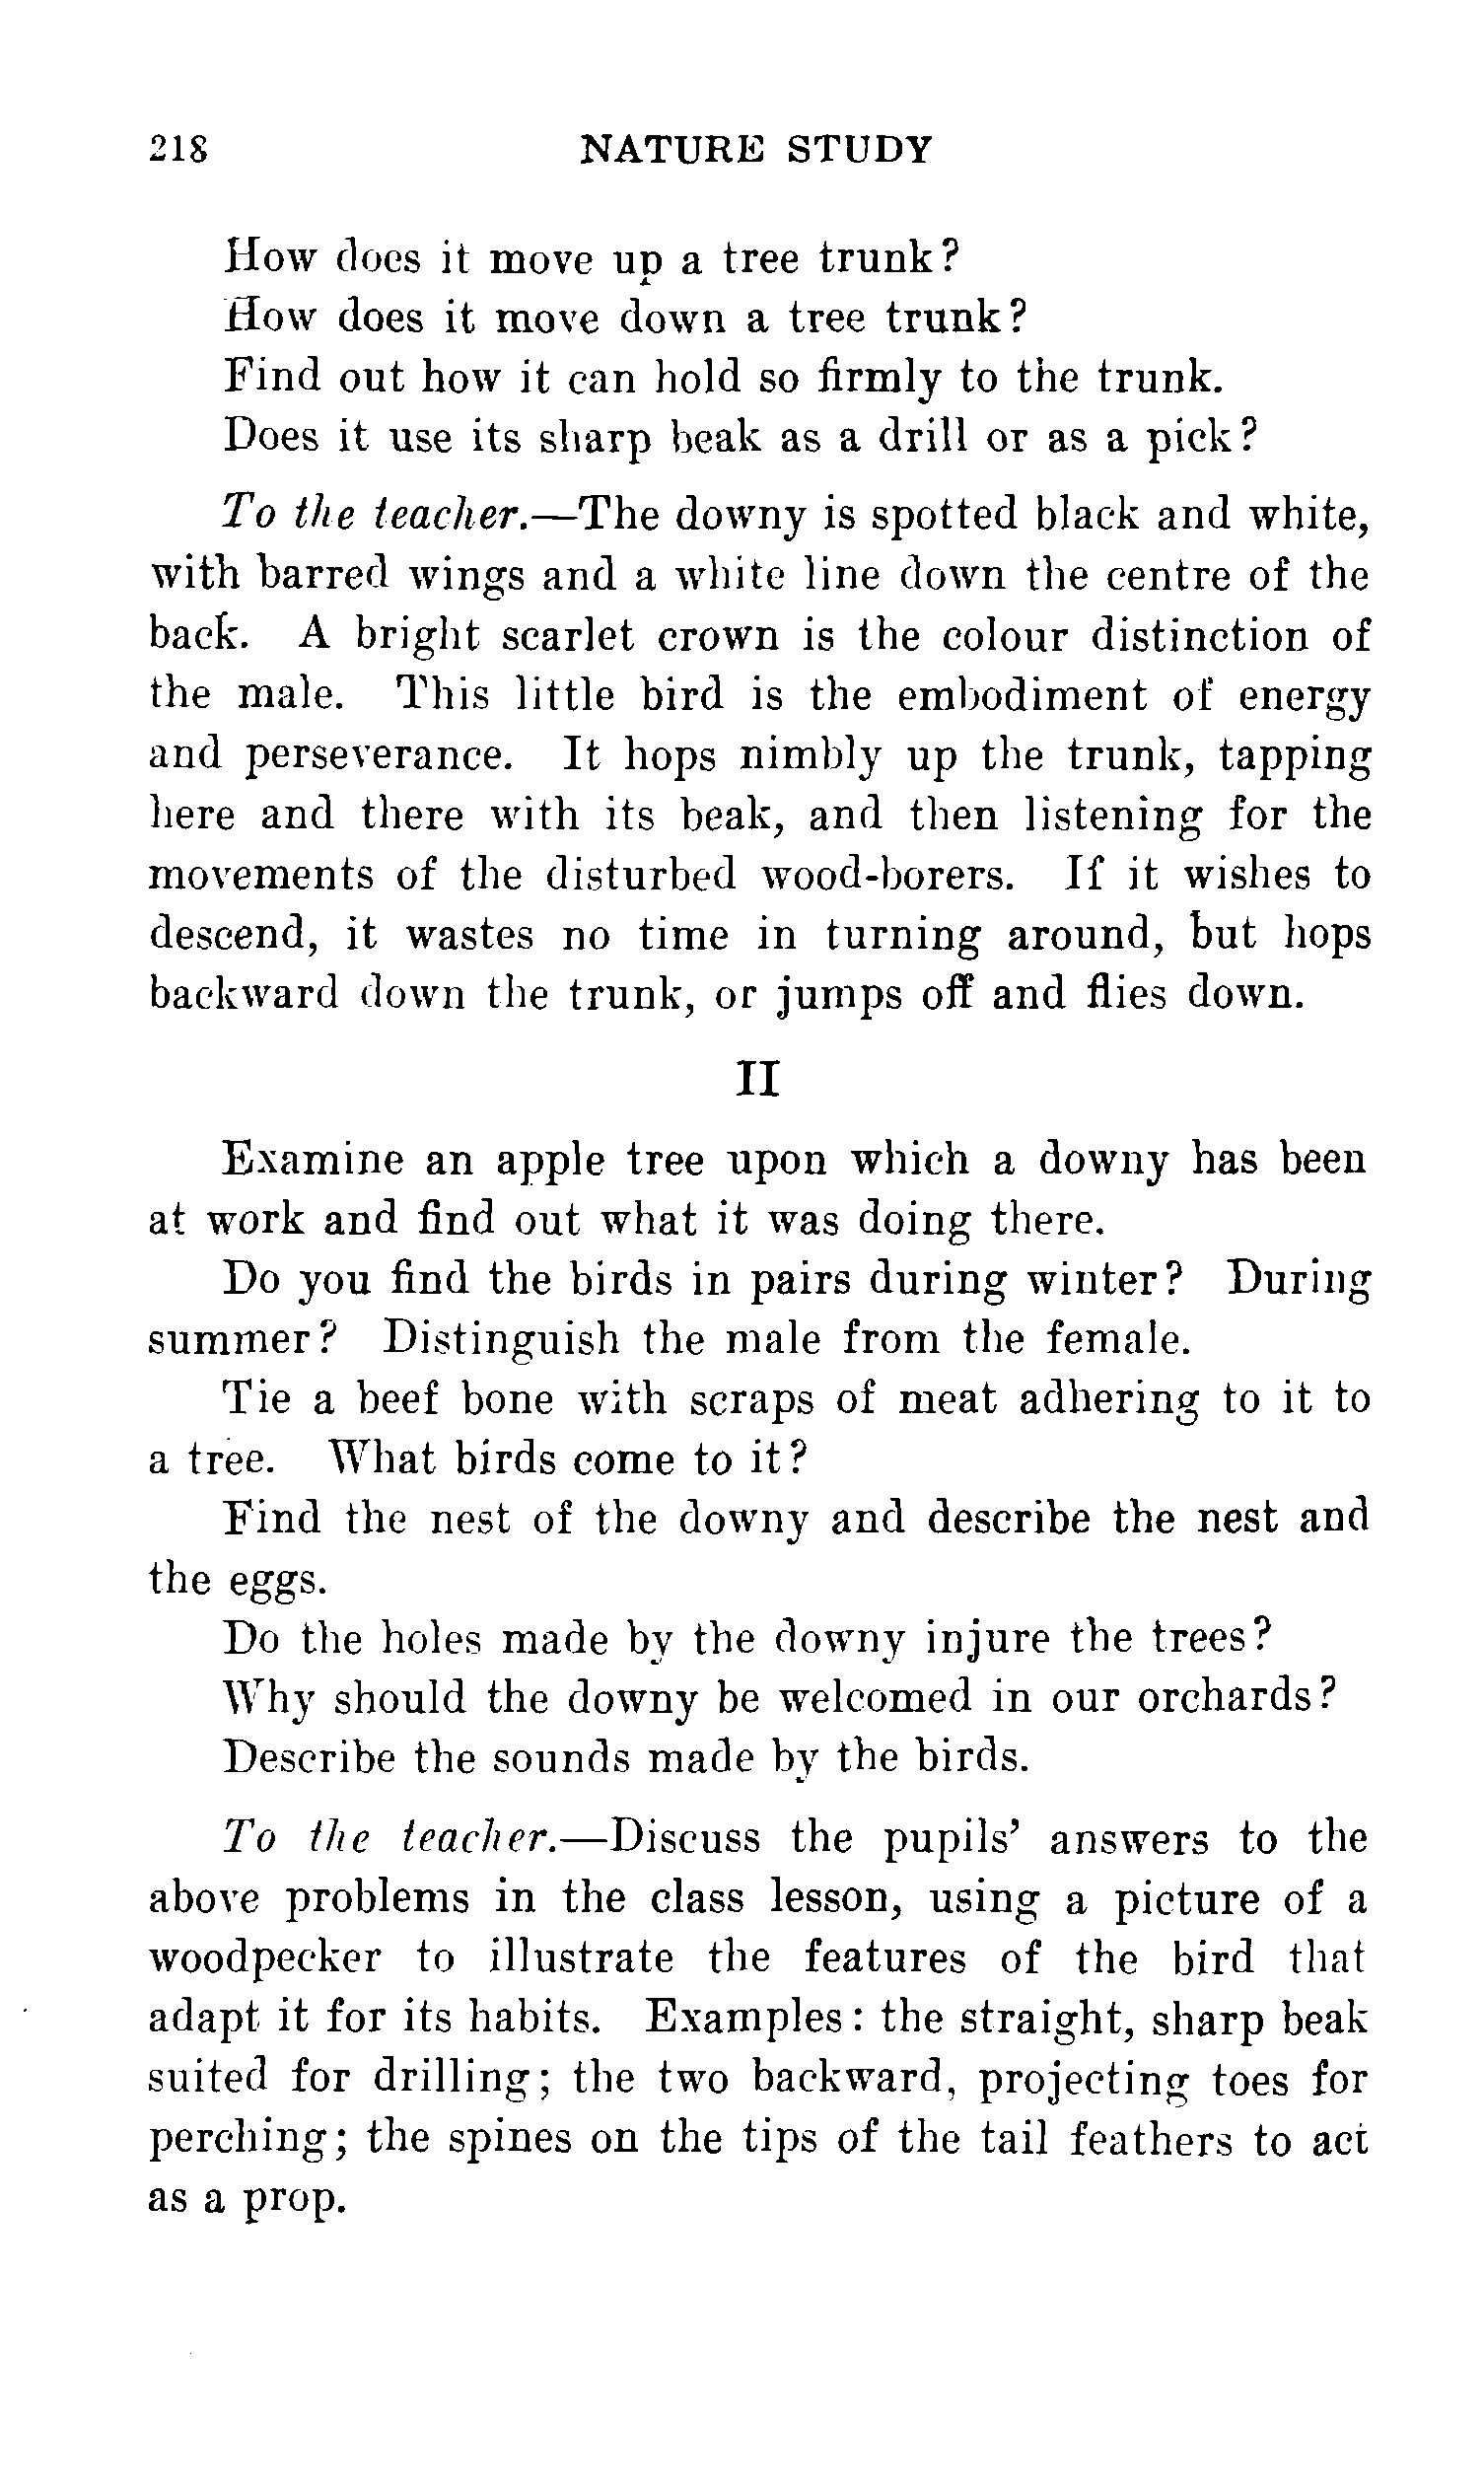 218 NATURE STUDY
How does it move up a tree trunk?
How does it move down a tree trunk?
Find out how it can hold so firmly to the trunk.
Does it use its sharp beak as a drill or as a pick?
To the teacher.—The downy is spotted black and white,
with barred wings and a white line down the centre of the
back. A bright scarlet crown is the colour distinction of
the male. This little bird is the embodiment of energy
and perseverance. It hops nimbly up the trunk, tapping
here and there with its beak, and then listening for the
movements of the disturbed wood-borers. If it wishes to
descend, it wastes no time in turning around, but hops
backward down the trunk, or jumps off and flies down.
II
Examine an apple tree upon which a downy has been
at work and find out what it was doing there.
Do you find the birds in pairs during winter? During
summer? Distinguish the male from the female.
Tie a beef bone with scraps of meat adhering to it to
a tree. What birds come to it?
Find the nest of the downy and describe the nest and
the eggs.
Do the holes made by the downy injure the trees?
Why should the downy be welcomed in our orchards?
Describe the sounds made by the birds.
To the teacher.—Discuss the pupils' answers to the
above problems in the class lesson, using a picture of a
woodpecker to illustrate the features of the bird that
adapt it for its habits. Examples: the straight, sharp beak
suited for drilling; the two backward, projecting toes for
perching; the spines on the tips of the tail feathers to act
as a prop.